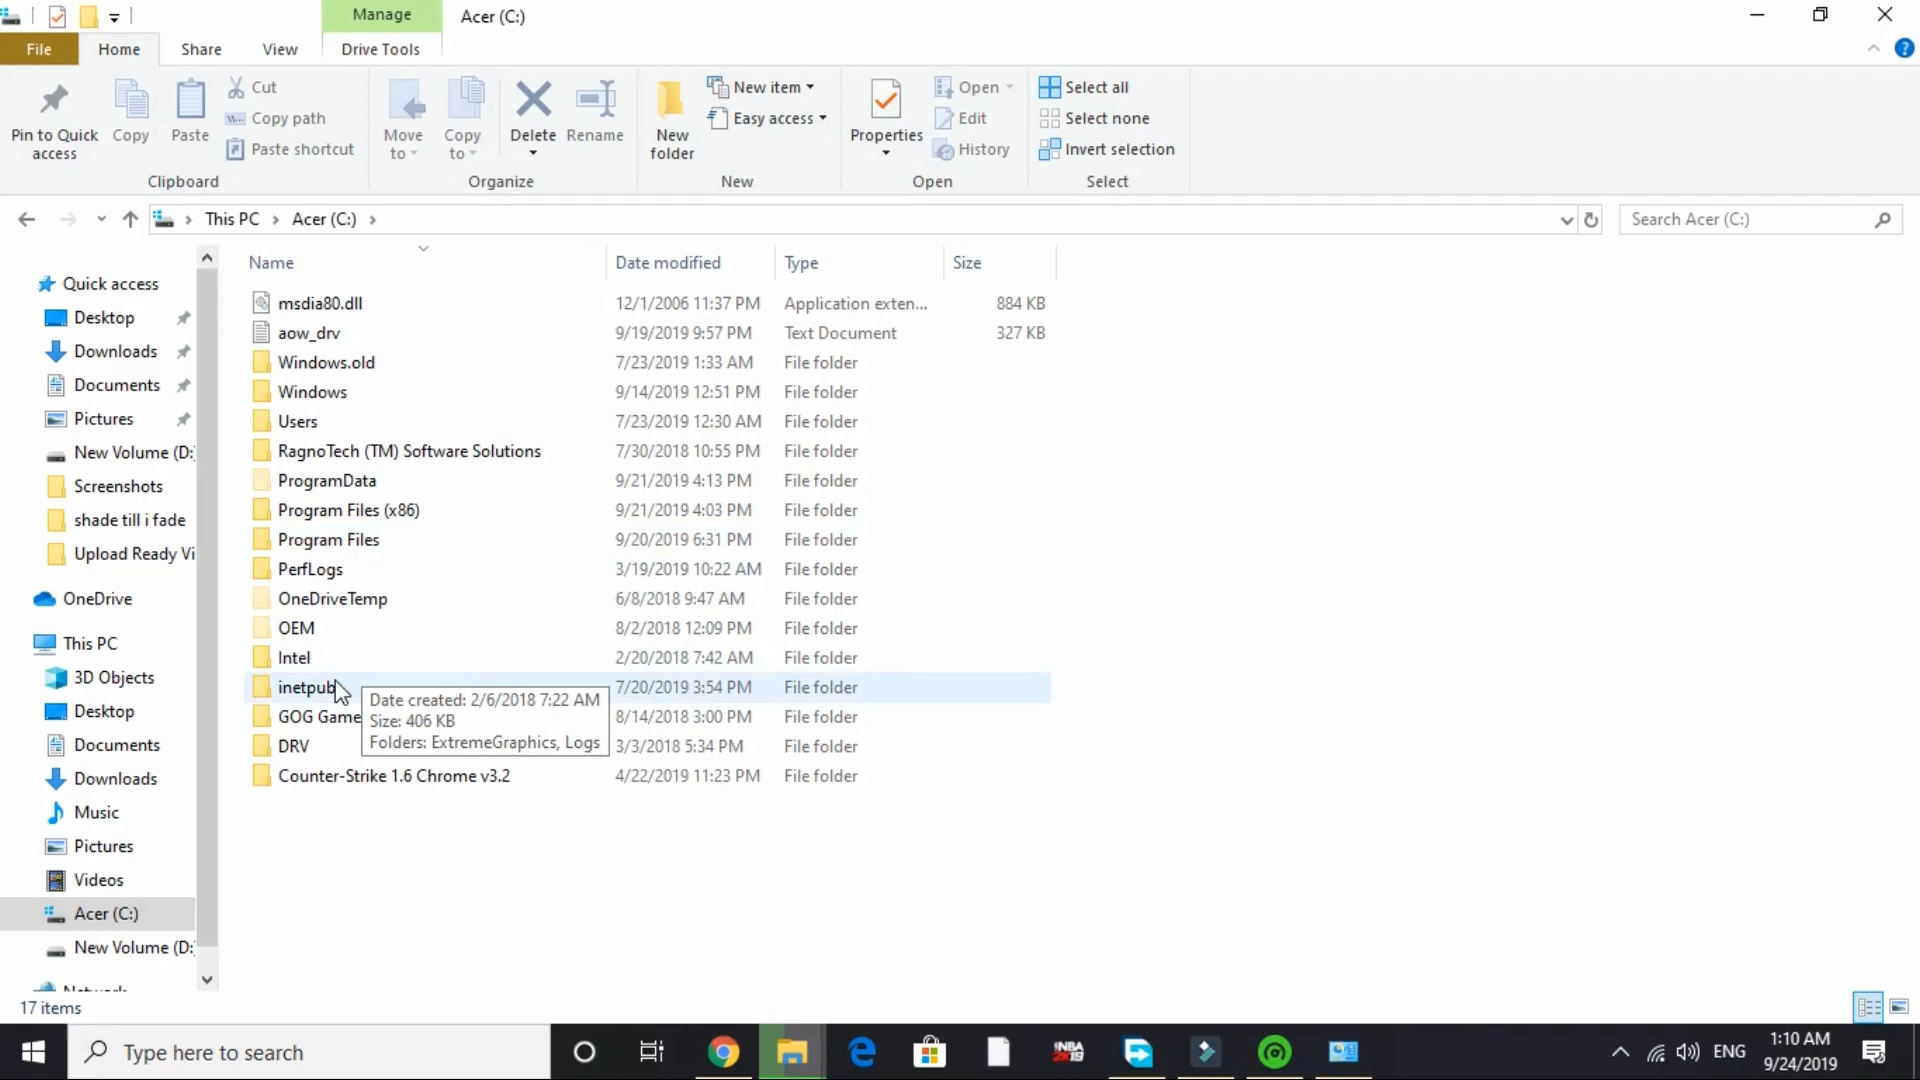 Manage
Acer (C:)
File
Home
Share
View
Drive Tools
Pin to Quick access
Copy
Paste
Cut
Copy path
Paste shortcut
Clipboard
Move to
Copy to
Delete
Rename
Organize
New folder
New item
Easy access
New
Properties
Open
Edit
History
Open
Select all
Select none
Invert selection
Select
This PC
Acer (C:)
Search Acer (C:)
Name
Date modified
Type
Size
msdia80.dll 12/1/2006 11:37 PM Application exten... 884 KB
aow_drv 9/19/2019 9:57 PM Text Document 327 KB
Windows.old 7/23/2019 1:33 AM File folder
Windows 9/14/2019 12:51 PM File folder
Users 7/23/2019 12:30 AM File folder
RagnoTech (TM) Software Solutions 7/30/2018 10:55 PM File folder
ProgramData 9/21/2019 4:13 PM File folder
Program Files (x86) 9/21/2019 4:03 PM File folder
Program Files 9/20/2019 6:31 PM File folder
PerfLogs 3/19/2019 10:22 AM File folder
OneDriveTemp 6/8/2018 9:47 AM File folder
OEM 8/2/2018 12:09 PM File folder
Intel 2/20/2018 7:42 AM File folder
inetpub 7/20/2019 3:54 PM File folder
GOG Game 8/14/2018 3:00 PM File folder
DRV 3/3/2018 5:34 PM File folder
Counter-Strike 1.6 Chrome v3.2 4/22/2019 11:23 PM File folder
Date created: 2/6/2018 7:22 AM
Size: 406 KB
Folders: ExtremeGraphics, Logs
Quick access
Desktop
Downloads
Documents
Pictures
New Volume (D:
Screenshots
shade till i fade
Upload Ready Vi
OneDrive
This PC
3D Objects
Desktop
Documents
Downloads
Music
Pictures
Videos
Acer (C:)
New Volume (D:
Network
17 items
Type here to search
NBA
2K19
ENG
1:10 AM
9/24/2019